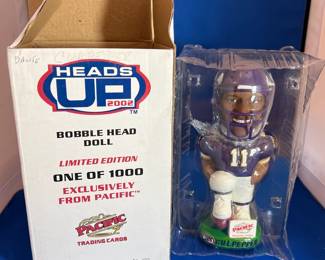 HEADS
UP
2002
TM
BOBBLE HEAD
DOLL
LIMITED EDITION
ONE OF 1000
EXCLUSIVELY
FROM PACIFIC™
PACIFIC
TRADING CARDS
11
CULPEPPER